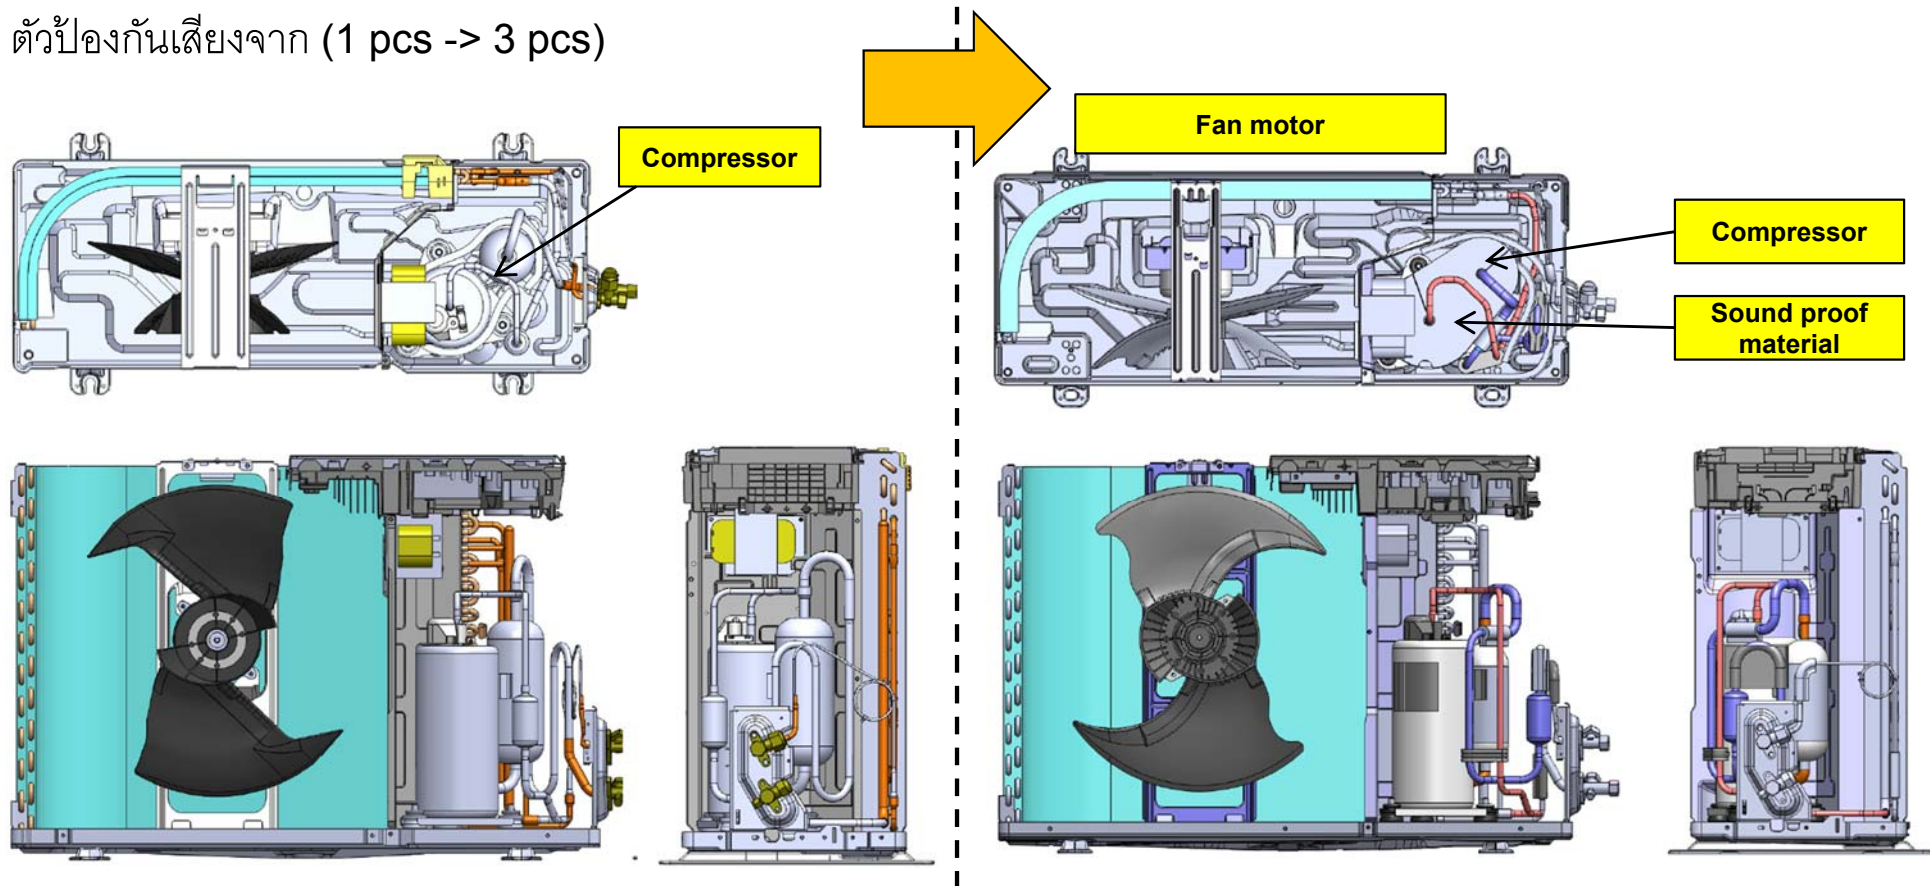 ตัวป้องกันเสียงจาก (1 pcs -> 3 pcs)
Compressor
Fan motor
Compressor
Sound proof
material